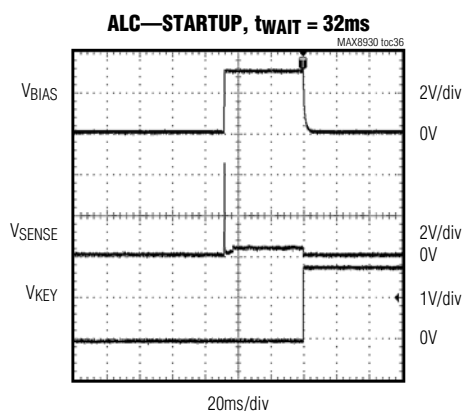 ALC—STARTUP, tWAIT = 32ms
MAX8930 toc36
VBIAS
2V/div
0V
VSENSE
2V/div
0V
VKEY
1V/div
0V
20ms/div